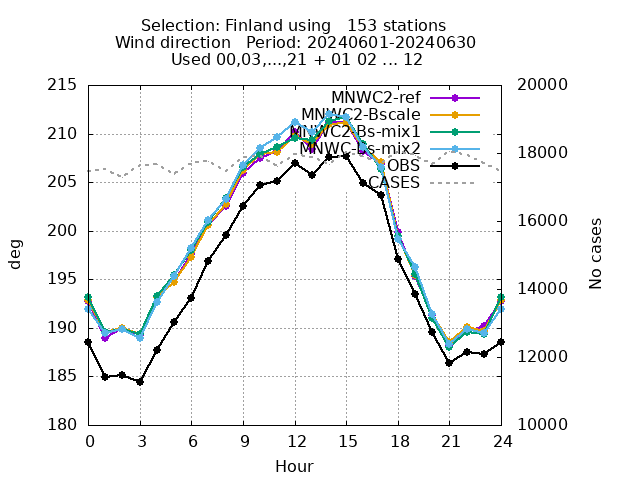 Selection: Finland using   153 stations
Wind direction   Period: 20240601-20240630
Used 00,03,...,21 + 01 02 ... 12
215
210
205
200
195
190
185
180
20000
18000
16000
14000
12000
10000
MNWC2-ref
MNWC2-Bscale
MNWC2-Bs-mix1
MNWC-Bs-mix2
OBS
CASES
deg
No cases
0 3 6 9 12 15 18 21 24
Hour